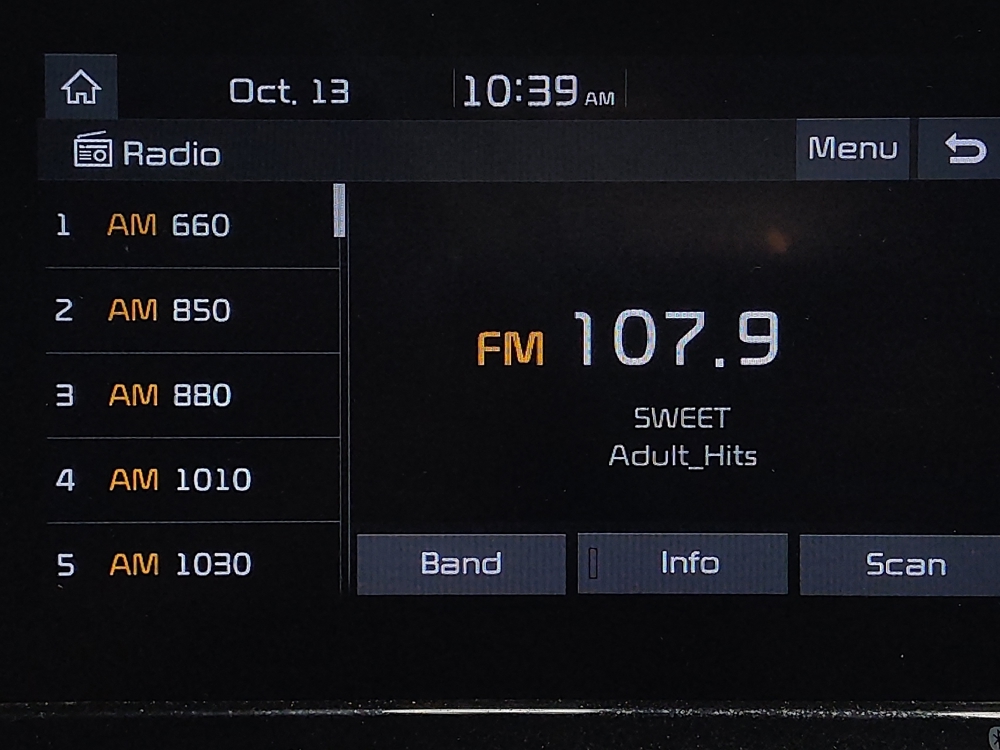 Oct. 13 10:39 AM
Radio Menu
1 AM 660
2 AM 850
3 AM 880
4 AM 1010
5 AM 1030
FM 107.9
SWEET
Adult_Hits
Band Info Scan